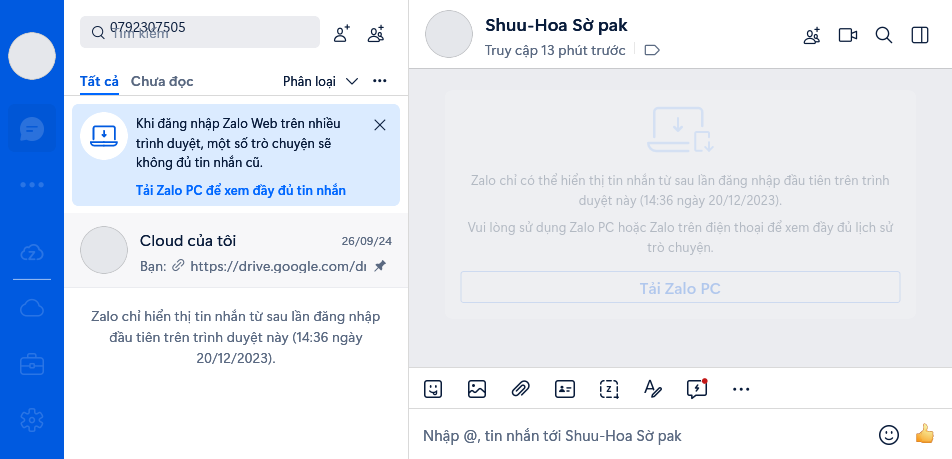 0792307505
Tìm kiếm
Tất cả
Chưa đọc
Phân loại
Khi đăng nhập Zalo Web trên nhiều
trình duyệt, một số trò chuyện sẽ
không đủ tin nhắn cũ.
Tải Zalo PC để xem đầy đủ tin nhắn
Cloud của tôi
26/09/24
Bạn: https://drive.google.com/dr
Zalo chỉ hiển thị tin nhắn từ sau lần đăng nhập
đầu tiên trên trình duyệt này (14:36 ngày
20/12/2023).
Shuu-Hoa Sờ pak
Truy cập 13 phút trước
Zalo chỉ có thể hiển thị tin nhắn từ sau lần đăng nhập đầu tiên trên trình
duyệt này (14:36 ngày 20/12/2023).
Vui lòng sử dụng Zalo PC hoặc Zalo trên điện thoại để xem đầy đủ lịch sử
trò chuyện.
Tải Zalo PC
Nhập @, tin nhắn tới Shuu-Hoa Sờ pak